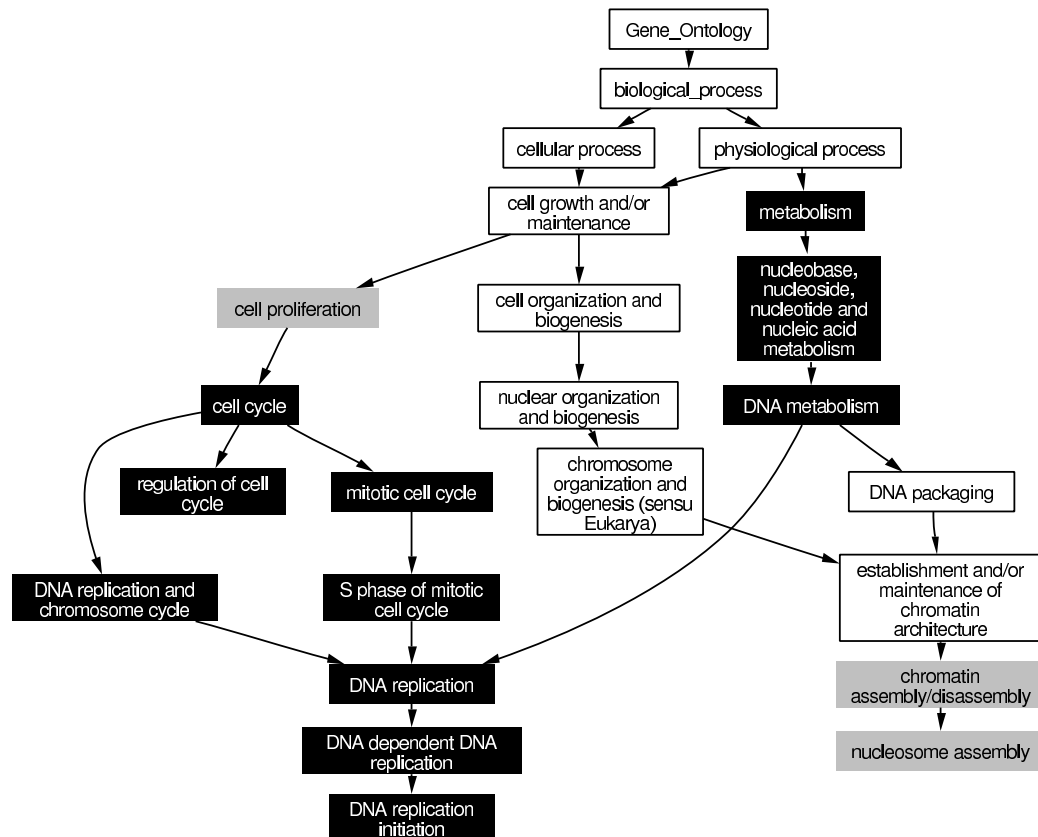 Gene_Ontology
biological_process
cellular process
physiological process
cell growth and/or
maintenance
metabolism
nucleobase,
nucleoside,
nucleotide and
nucleic acid
metabolism
cell proliferation
cell organization and
biogenesis
cell cycle
nuclear organization
and biogenesis
DNA metabolism
regulation of cell
cycle
mitotic cell cycle
chromosome
organization and
biogenesis (sensu
Eukarya)
DNA packaging
DNA replication and
chromosome cycle
S phase of mitotic
cell cycle
establishment and/or
maintenance of
chromatin
architecture
DNA replication
chromatin
assembly/disassembly
DNA dependent DNA
replication
nucleosome assembly
DNA replication
initiation